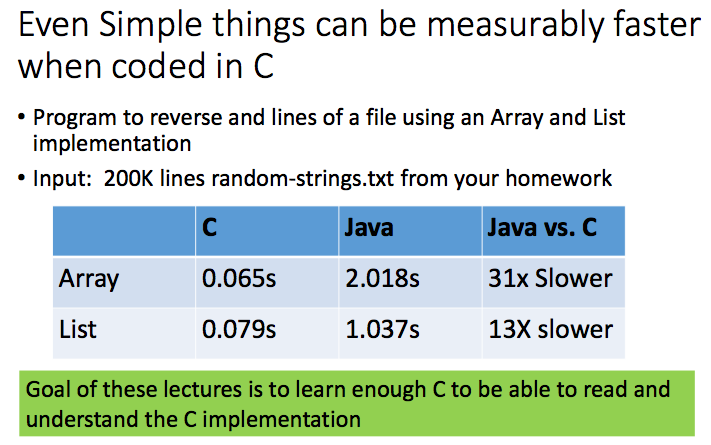 Even Simple things can be measurably faster
when coded in C
• Program to reverse and lines of a file using an Array and List
implementation
• Input: 200K lines random-strings.txt from your homework
C Java Java vs. C
Array 0.065s 2.018s 31x Slower
List 0.079s 1.037s 13X slower
Goal of these lectures is to learn enough C to be able to read and
understand the C implementation